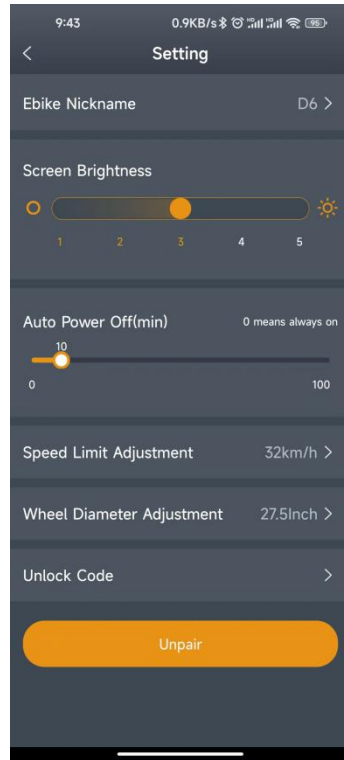 9:43
0.9KB/s
95
Setting
Ebike Nickname D6
Screen Brightness
1 2 3 4 5
Auto Power Off(min) 0 means always on
10
0 100
Speed Limit Adjustment 32km/h
Wheel Diameter Adjustment 27.5Inch
Unlock Code
Unpair